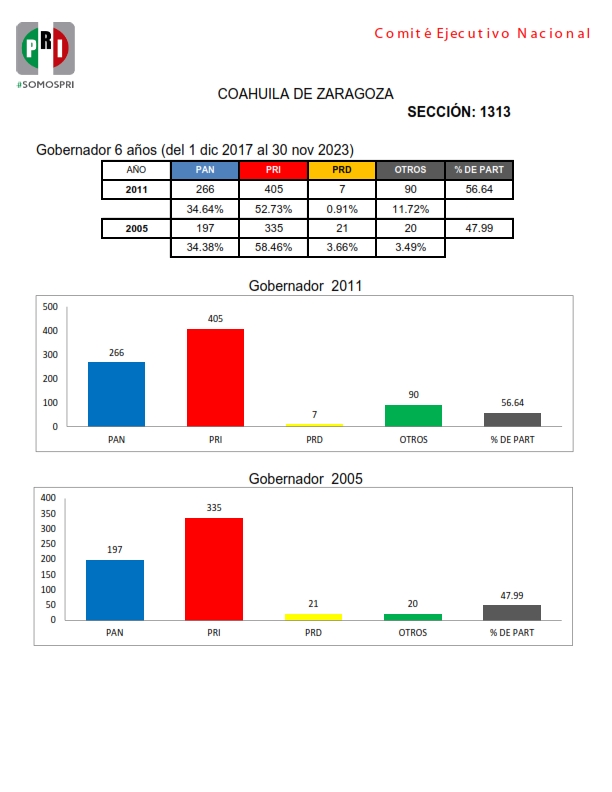 PRI
#SOMOSPRI
Comité Ejecutivo Nacional
COAHUILA DE ZARAGOZA
SECCIÓN: 1313
Gobernador 6 años (del 1 dic 2017 al 30 nov 2023)
AÑO PAN PRI PRD OTROS % DE PART
2011 266 405 7 90 56.64
34.64% 52.73% 0.91% 11.72%
2005 197 335 21 20 47.99
34.38% 58.46% 3.66% 3.49%
Gobernador 2011
500
400
300
200
100
0
266
405
7
90
56.64
PAN PRI PRD OTROS % DE PART
Gobernador 2005
400
350
300
250
200
150
100
50
0
197
335
21
20
47.99
PAN PRI PRD OTROS % DE PART